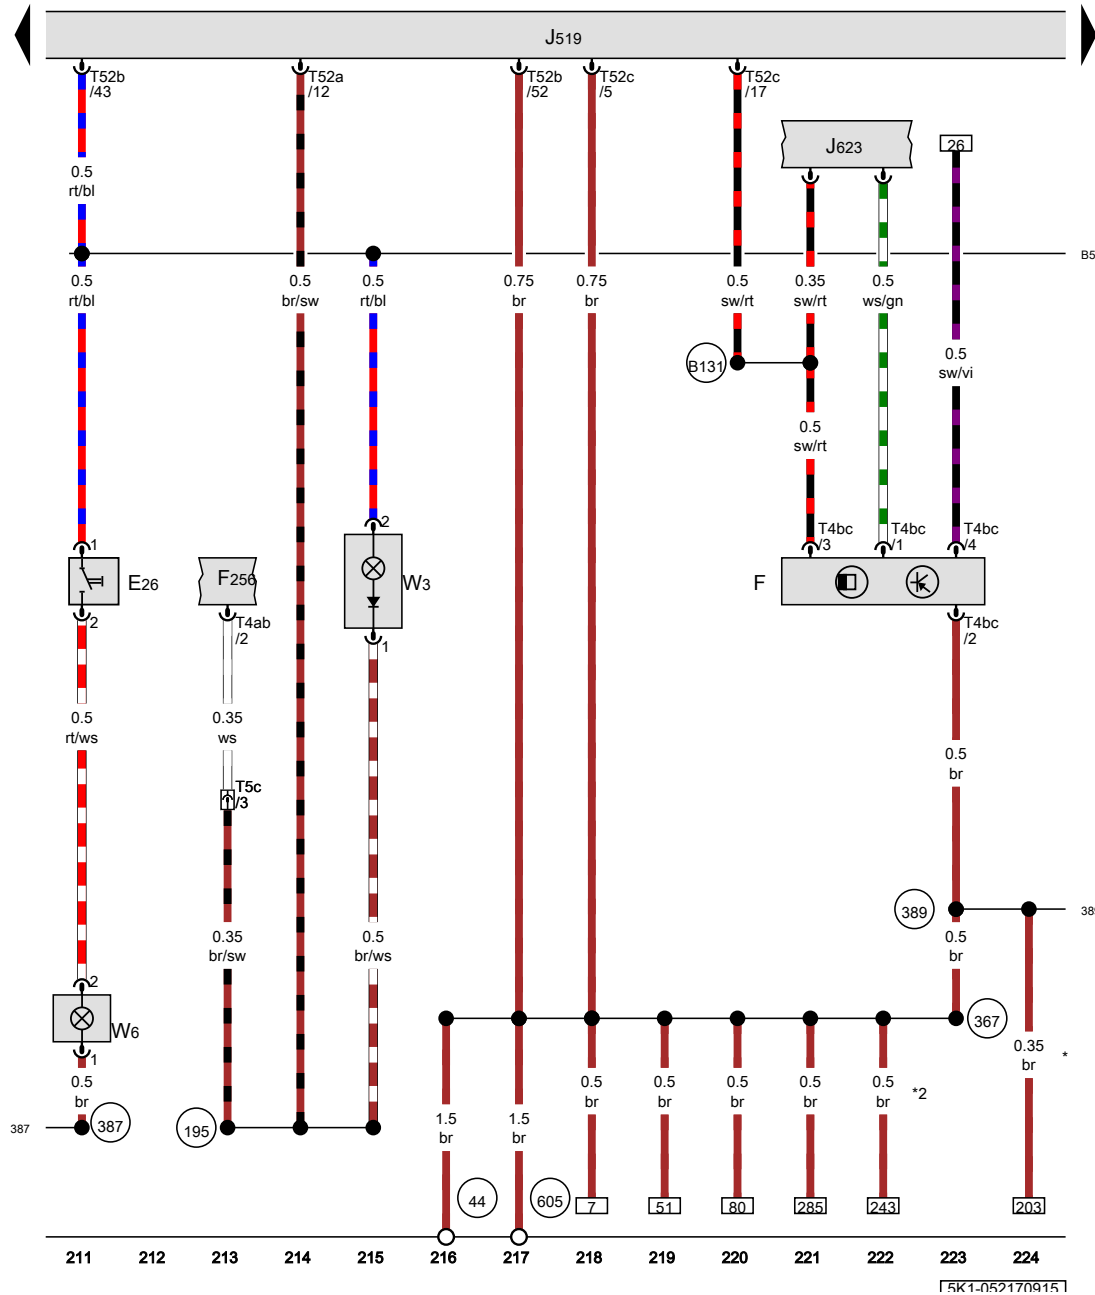 J519
T52b
/43
T52a
/12
T52b
/52
T52c
/5
T52c
/17
J623
26
0.5
rt/bl
B5
0.5
rt/bl
0.5
br/sw
0.5
rt/bl
0.75
br
0.75
br
0.5
sw/rt
0.35
sw/rt
0.5
ws/gn
0.5
sw/vi
B131
0.5
sw/rt
2
T4bc
/3
T4bc
/1
T4bc
/4
1
E26
F256
W3
F
2
T4ab
/2
1
T4bc
/2
0.5
rt/ws
0.35
ws
0.5
br
T5c
/3
389
389
0.35
br/sw
0.5
br/ws
0.5
br
2
W6
1
367
0.35
br
*
0.5
br
0.5
br
0.5
br
0.5
br
0.5
br
0.5
br
*2
387
387
195
1.5
br
1.5
br
44
605
7
51
80
285
243
203
211 212 213 214 215 216 217 218 219 220 221 222 223 224
5K1-052170915